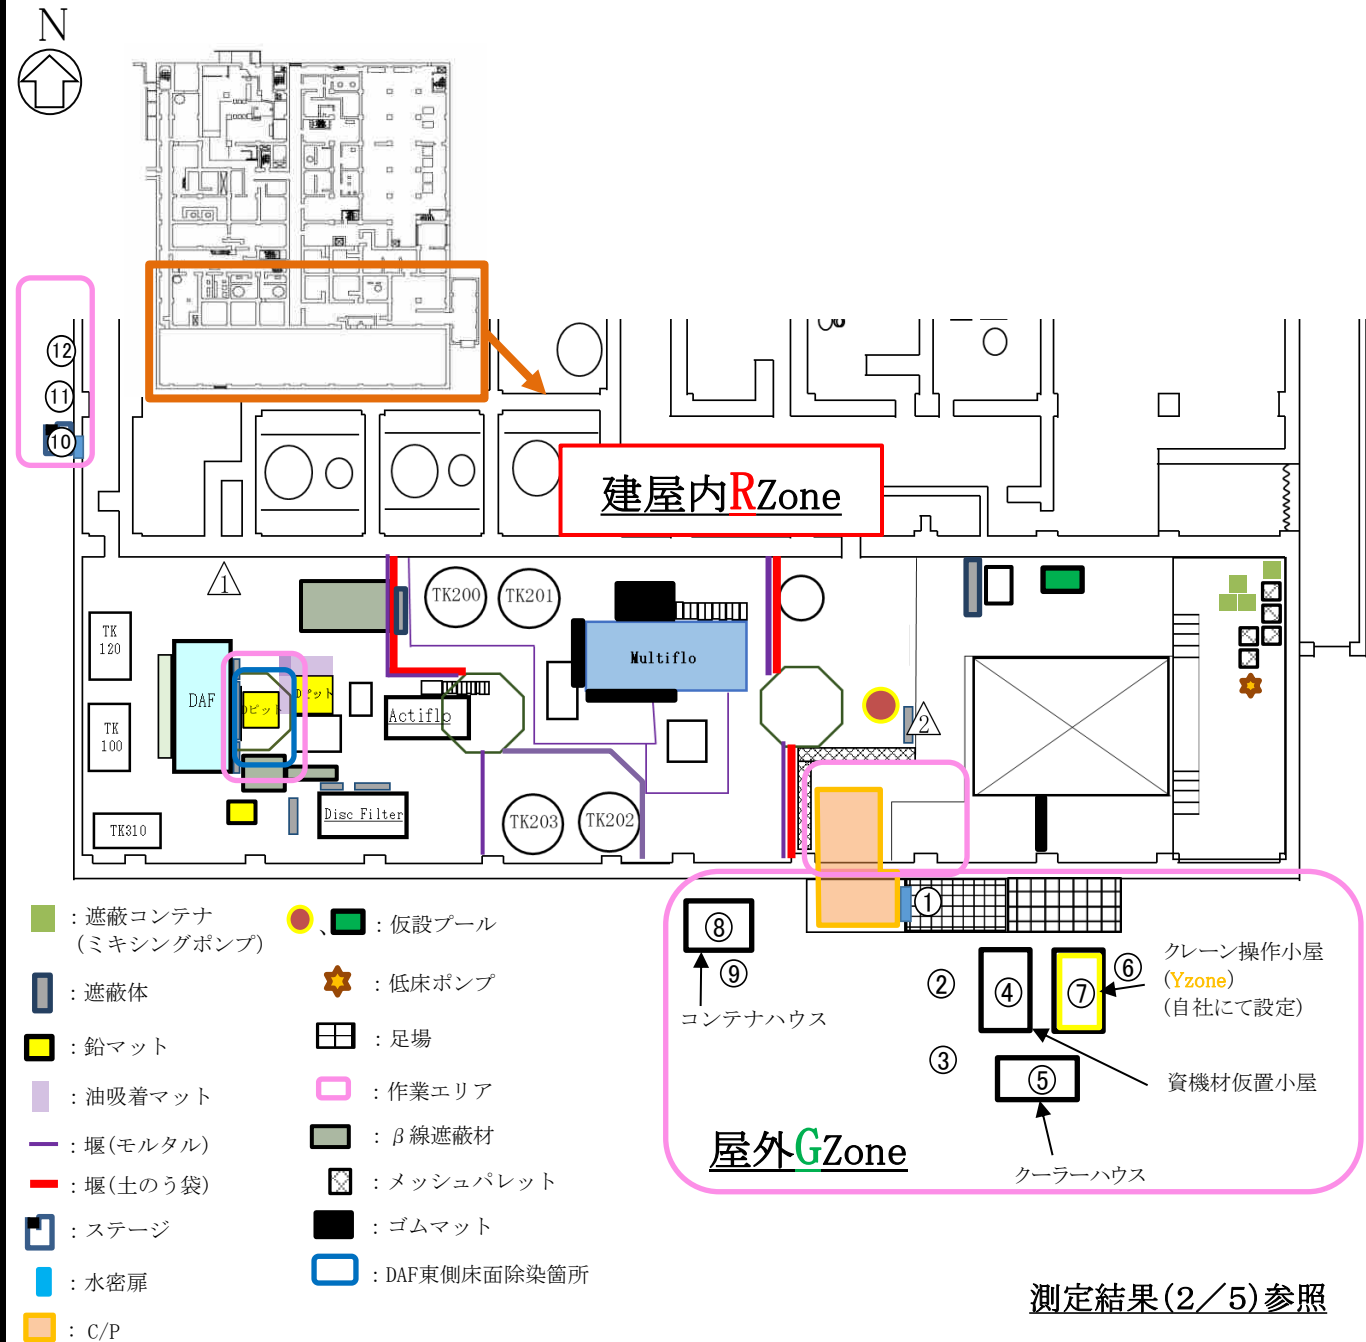 N
⑫
⑪
⑩
建屋内RZone
1
TK200
TK201
TK
120
Multiflo
DAF
Dピット
Dピット
Actiflo
2
TK
100
TK310
Disc Filter
TK203
TK202
①
⑧
⑨
コンテナハウス
②
③
④
⑦
⑥
⑤
クレーン操作小屋
(Yzone)
(自社にて設定)
資機材仮置小屋
クーラーハウス
屋外GZone
：遮蔽コンテナ
(ミキシングポンプ)
、
：仮設プール
：遮蔽体
：低床ポンプ
：鉛マット
：足場
：油吸着マット
：作業エリア
：堰(モルタル)
：β線遮蔽材
：堰(土のう袋)
：メッシュパレット
：ステージ
：ゴムマット
：水密扉
：DAF東側床面除染箇所
：C/P
測定結果(2／5)参照